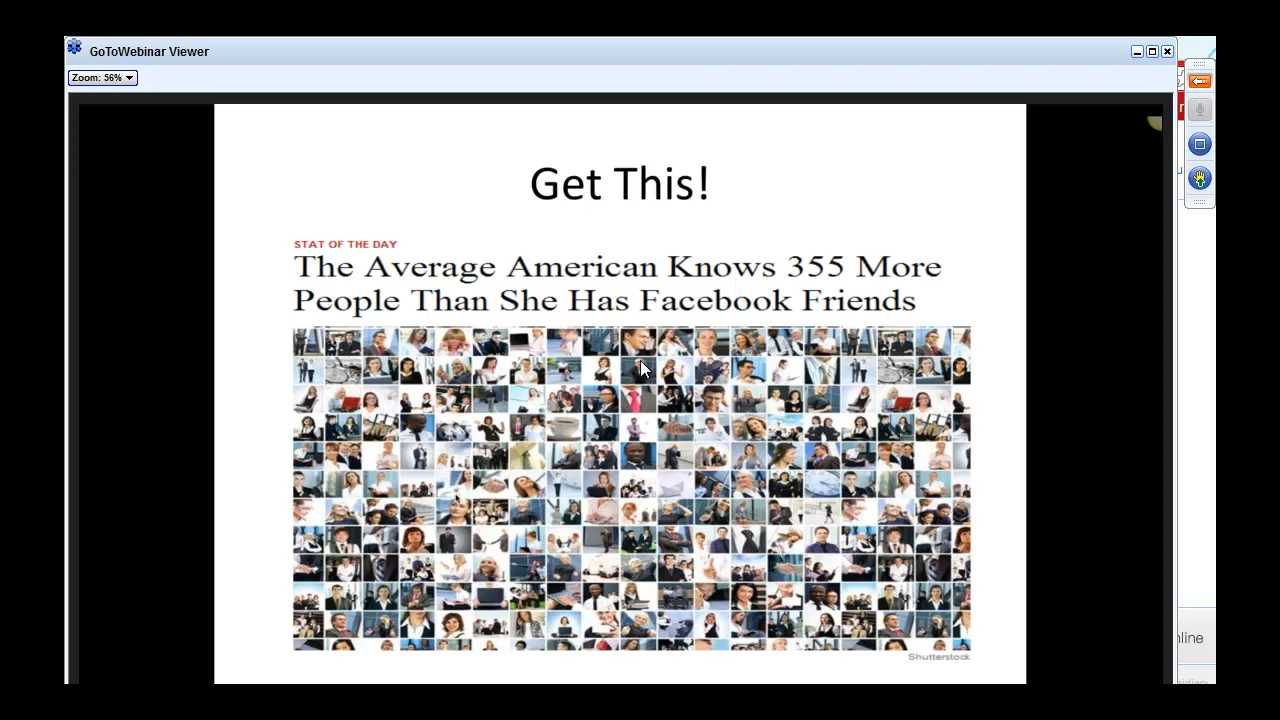 GoToWebinar Viewer
Zoom: 56%
Get This!
STAT OF THE DAY
The Average American Knows 355 More
People Than She Has Facebook Friends
Shutterstock
nline